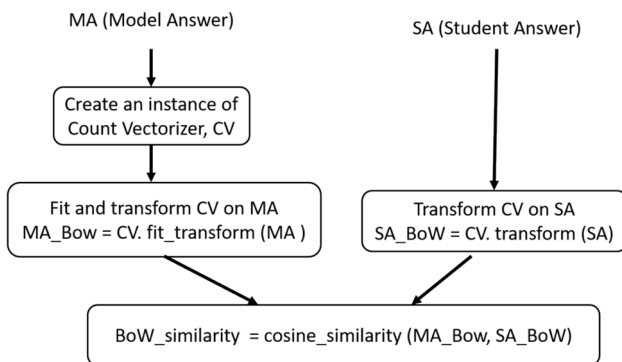 MA (Model Answer)
SA (Student Answer)
Create an instance of
Count Vectorizer, CV
Fit and transform CV on MA
MA_Bow = CV. fit_transform (MA )
Transform CV on SA
SA_BoW = CV. transform (SA)
BoW_similarity = cosine_similarity (MA_Bow, SA_BoW)